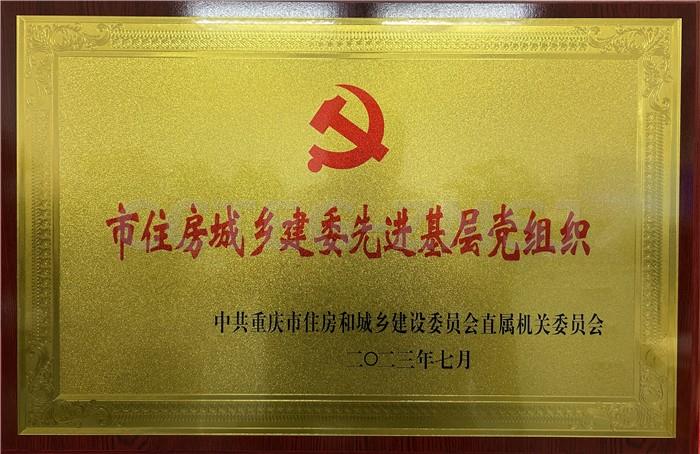 市住房城乡建委先进基层党组织
中共重庆市住房和城乡建设委员会直属机关委员会
二〇二三年七月